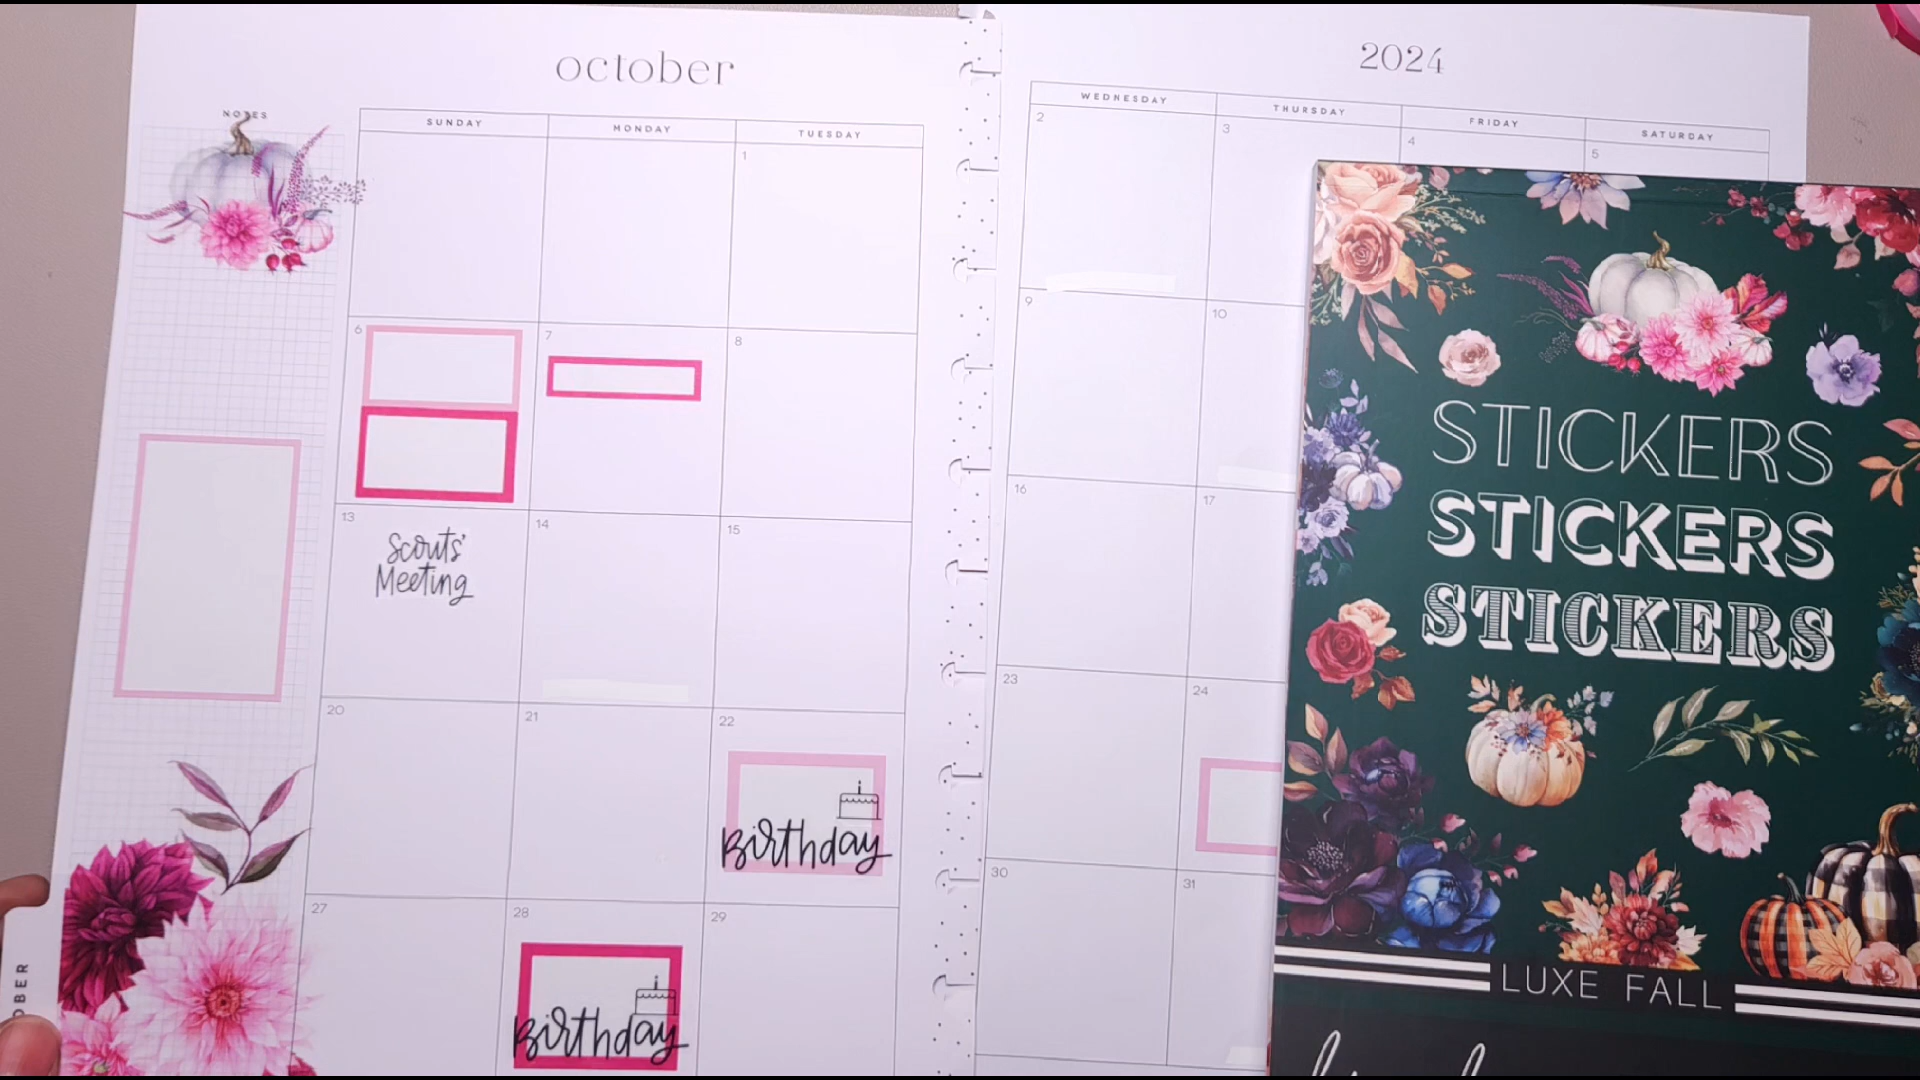 october
2024
NOTES
SUNDAY
MONDAY
TUESDAY
WEDNESDAY
THURSDAY
FRIDAY
SATURDAY
1
2
3
4
5
6
7
8
9
10
13
Scouts'
Meeting
14
15
16
17
20
21
22
Birthday
23
24
27
28
Birthday
29
30
31
OBER
STICKERS
STICKERS
STICKERS
LUXE FALL